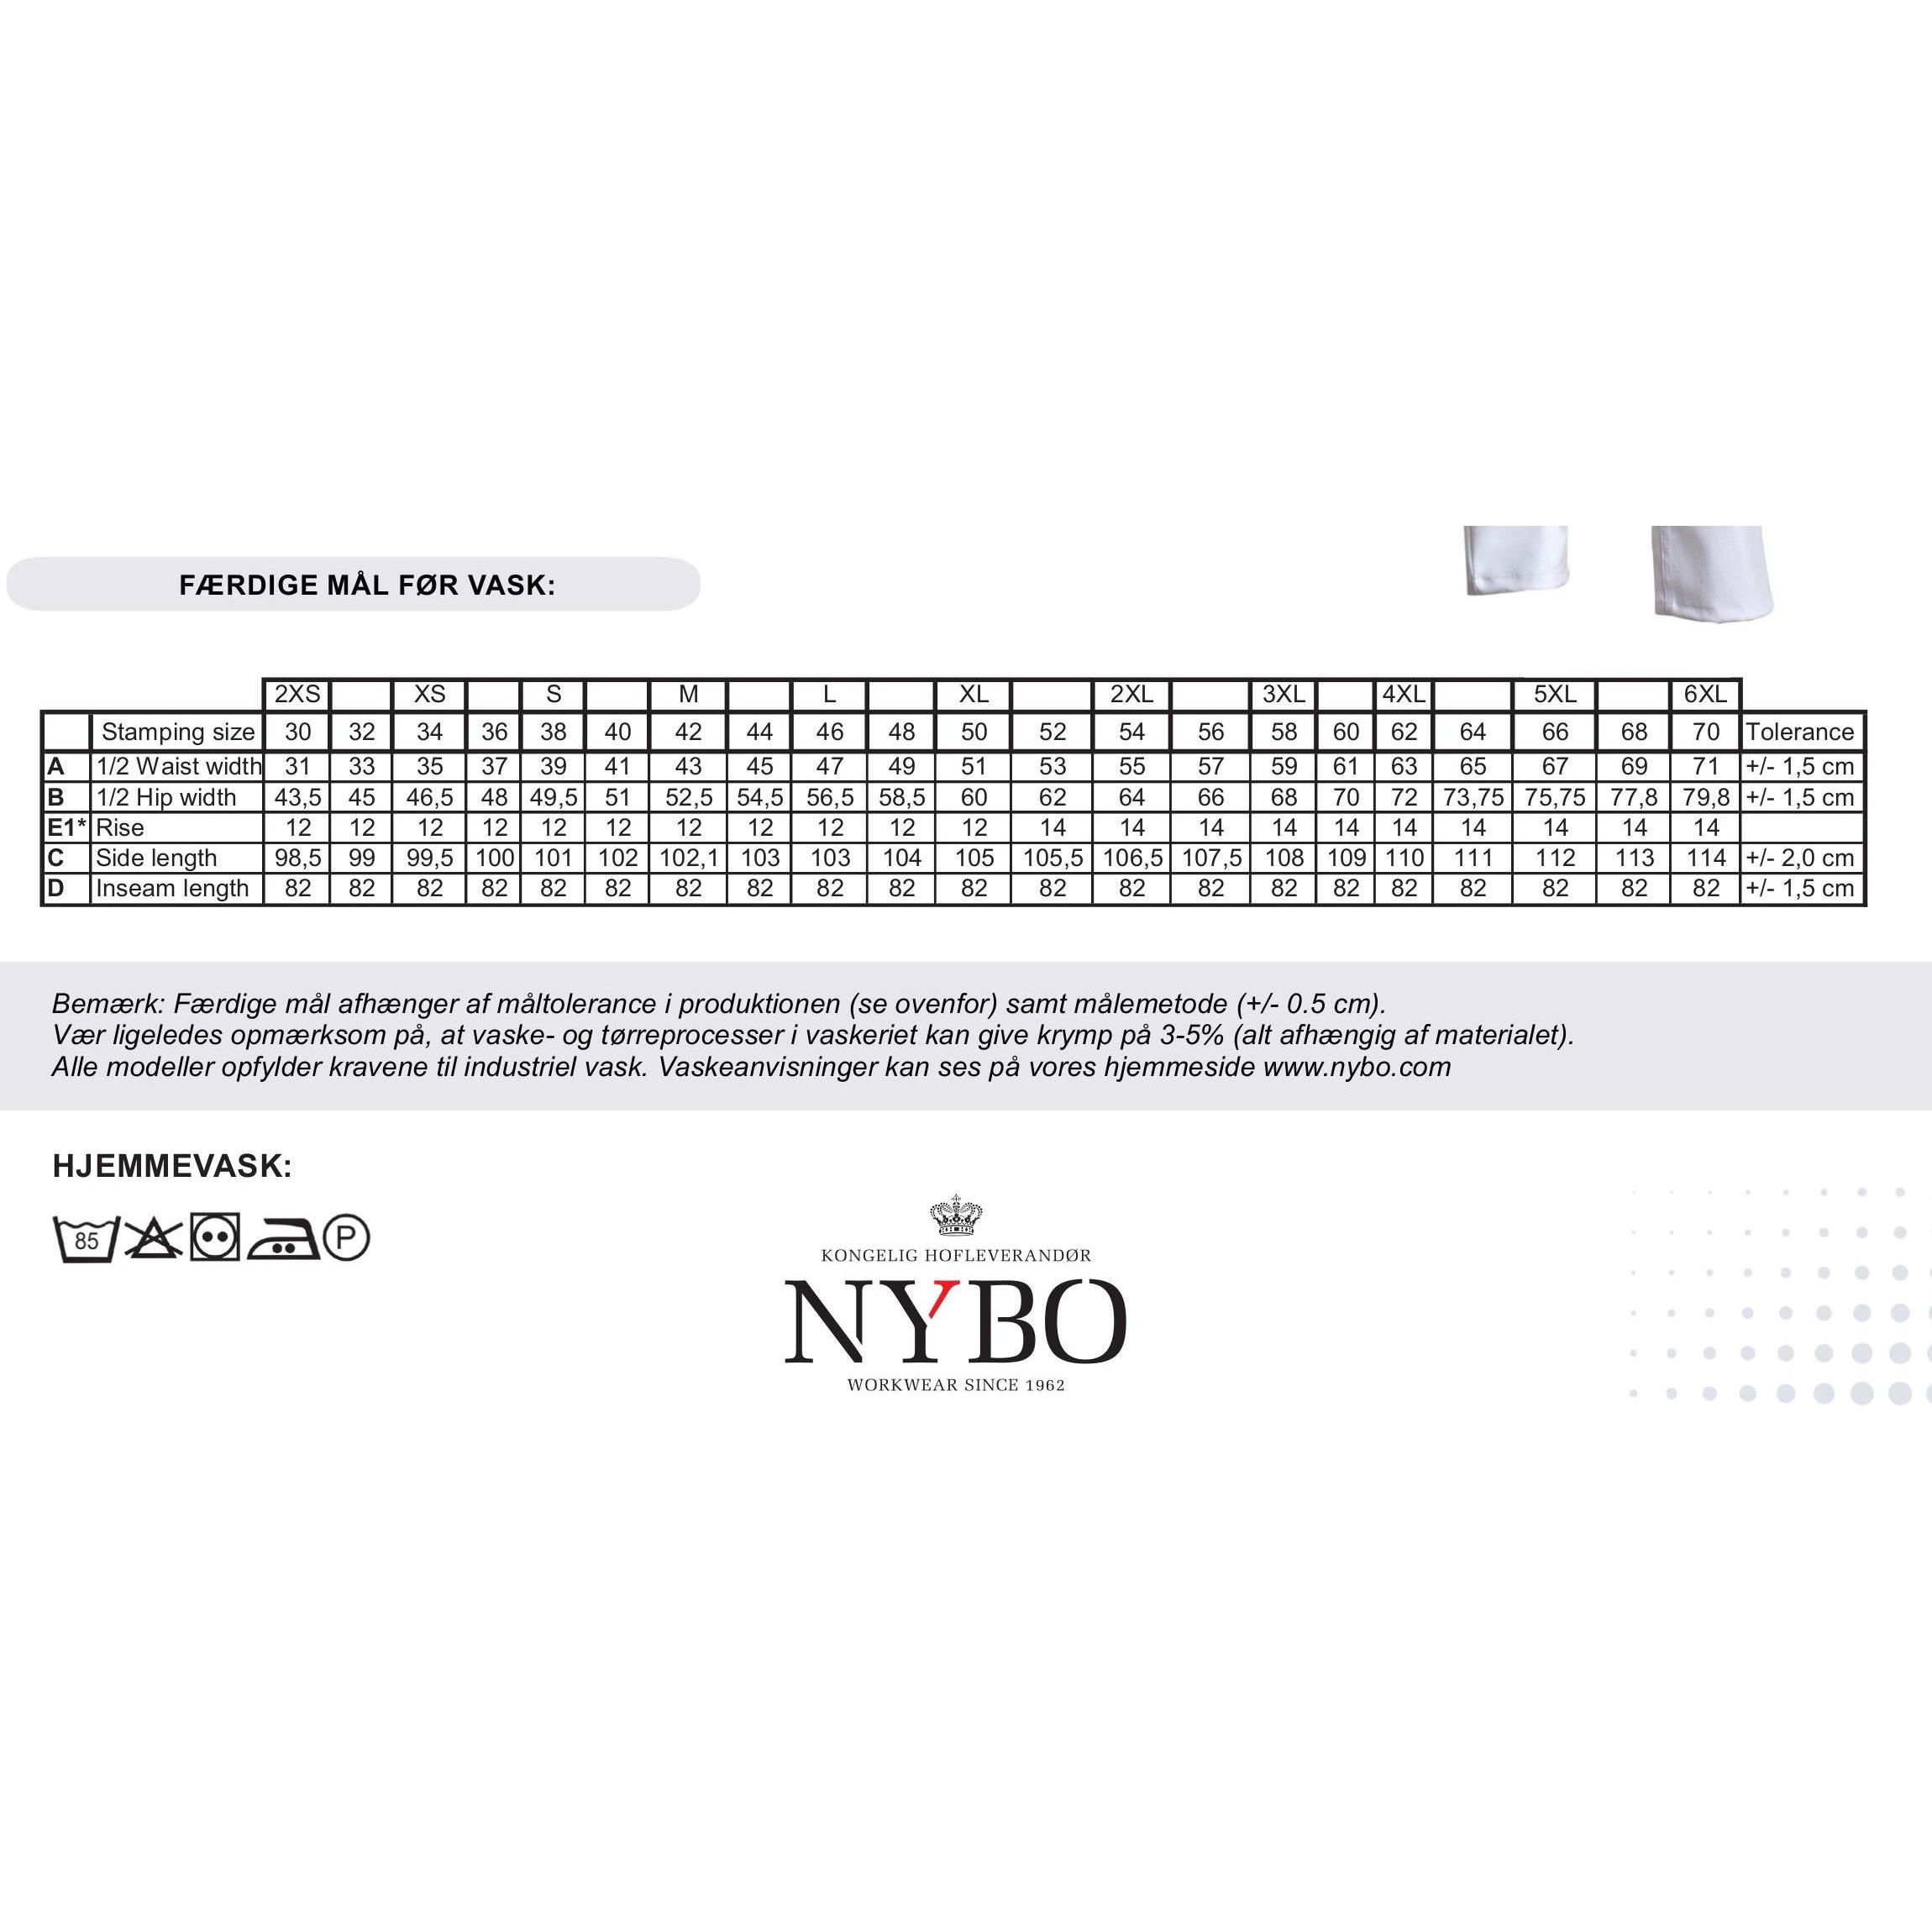 FÆRDIGE MÅL FØR VASK:
2XS XS S M L XL 2XL 3XL 4XL 5XL 6XL
Stamping size 30 32 34 36 38 40 42 44 46 48 50 52 54 56 58 60 62 64 66 68 70 Tolerance
A 1/2 Waist width 31 33 35 37 39 41 43 45 47 49 51 53 55 57 59 61 63 65 67 69 71 +/- 1,5 cm
B 1/2 Hip width 43,5 45 46,5 48 49,5 51 52,5 54,5 56,5 58,5 60 62 64 66 68 70 72 73,75 75,75 77,8 79,8 +/- 1,5 cm
E1* Rise 12 12 12 12 12 12 12 12 12 12 12 14 14 14 14 14 14 14 14 14 14
C Side length 98,5 99 99,5 100 101 102 102,1 103 103 104 105 105,5 106,5 107,5 108 109 110 111 112 113 114 +/- 2,0 cm
D Inseam length 82 82 82 82 82 82 82 82 82 82 82 82 82 82 82 82 82 82 82 82 82 +/- 1,5 cm
Bemærk: Færdige mål afhænger af måltolerance i produktionen (se ovenfor) samt målemetode (+/- 0.5 cm).
Vær ligeledes opmærksom på, at vaske- og tørreprocesser i vaskeriet kan give krymp på 3-5% (alt afhængig af materialet).
Alle modeller opfylder kravene til industriel vask. Vaskeanvisninger kan ses på vores hjemmeside www.nybo.com
HJEMMEVASK:
85 P
KONGELIG HOFLEVERANDØR
NYBO
WORKWEAR SINCE 1962